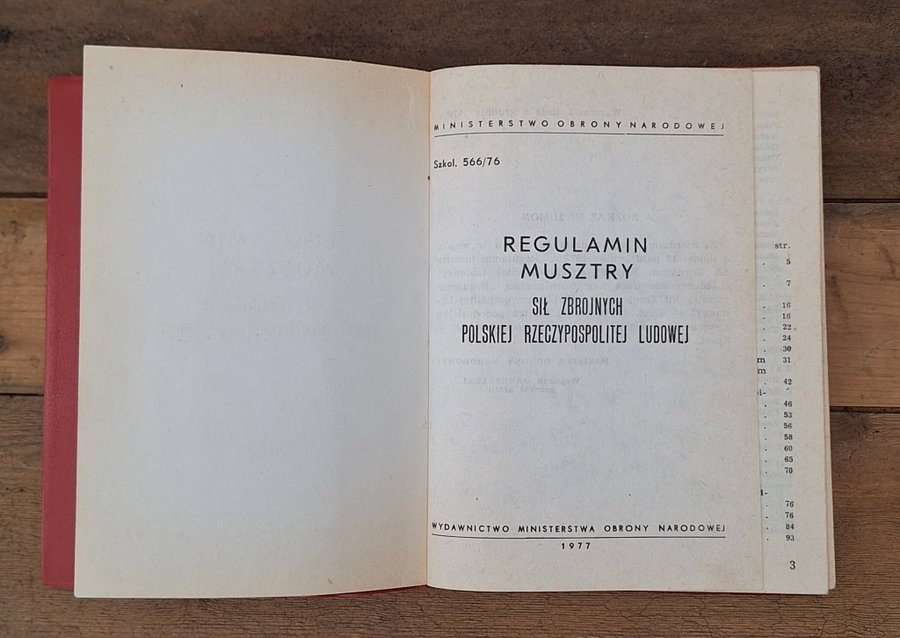 MINISTERSTWO OBRONY NARODOWEJ
Szkol. 566/76
REGULAMIN
MUSZTRY
SIŁ ZBROJNYCH
POLSKIEJ RZECZYPOSPOLITEJ LUDOWEJ
WYDAWNICTWO MINISTERSTWA OBRONY NARODOWEJ
1977
str.
. 5
. 7
. 16
. 16
. 22
. 24
. 30
m 31
m
. 42
bi-
. 46
. 53
. 56
. 58
. 60
. 65
. 70
. 76
. 76
. 84
. 93
3